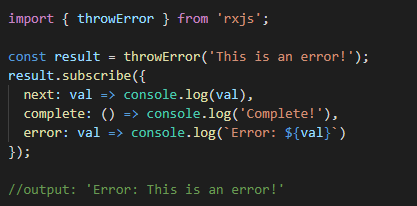 import { throwError } from 'rxjs';

const result = throwError('This is an error!');
result.subscribe({
  next: val => console.log(val),
  complete: () => console.log('Complete!'),
  error: val => console.log(`Error: ${val}`)
});

//output: 'Error: This is an error!'